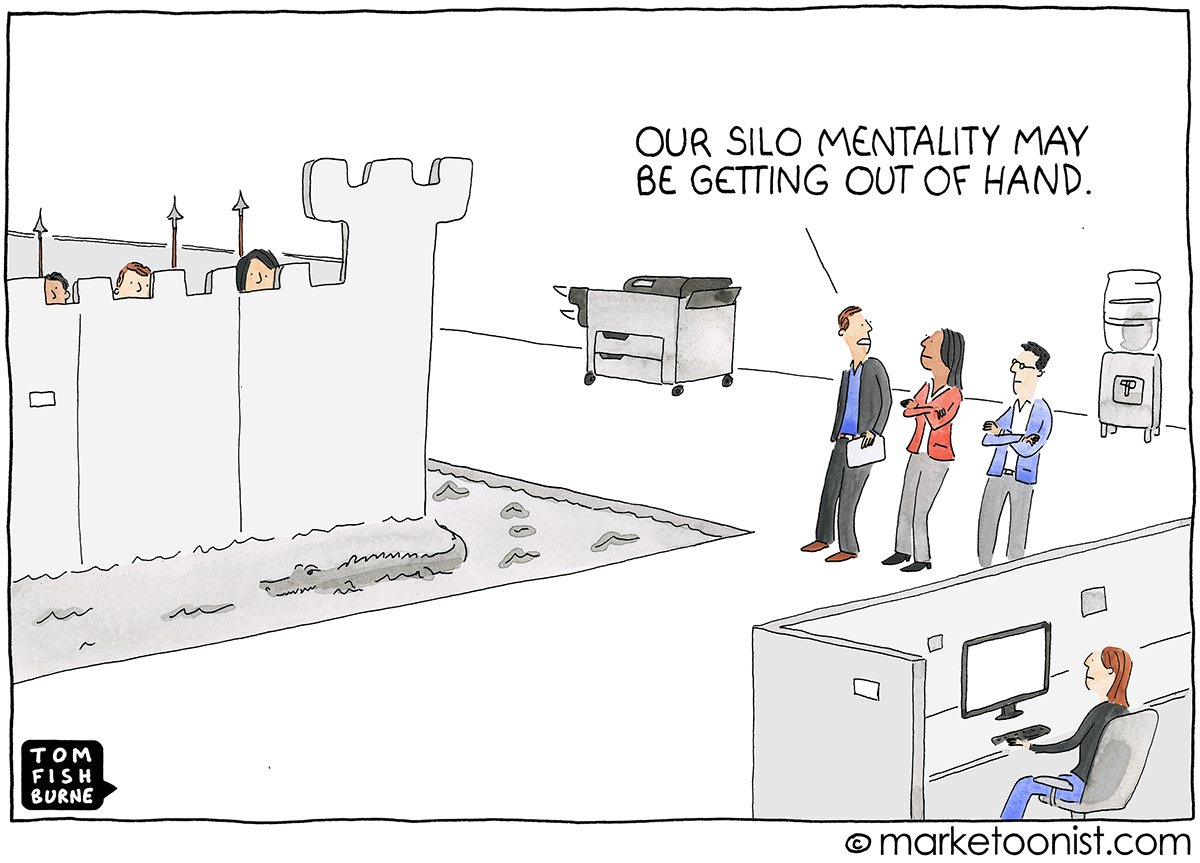 OUR SILO MENTALITY MAY
BE GETTING OUT OF HAND.
TOM
FISH
BURNE
© marketoonist.com